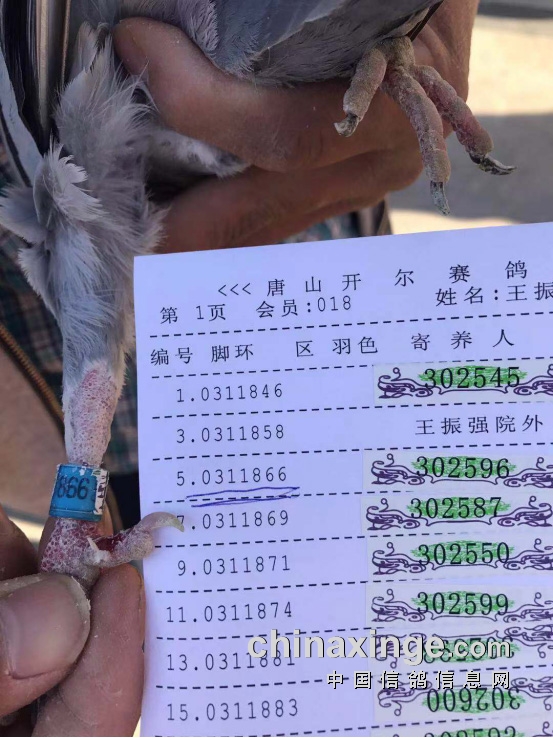 <<< 唐山开尔赛鸽
第 1页 会员:018 姓名:王振
编号 脚环 区 羽色 寄养人
1.0311846 302545
3.0311858 王振强院外
5.0311866 302596
7.0311869 302587
9.0311871 302550
11.0311874 302599
13.0311881
15.0311883
866
chinaxinge.com
中国信鸽信息网